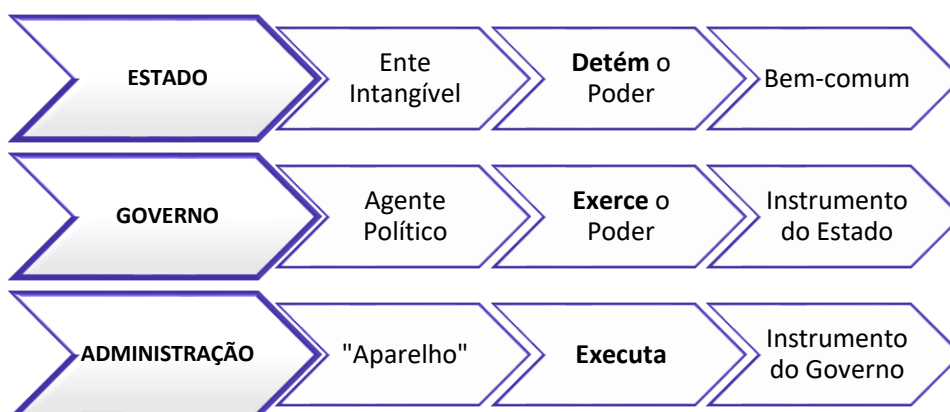 ESTADO
Ente
Intangível
Detém o
Poder
Bem-comum
GOVERNO
Agente
Político
Exerce o
Poder
Instrumento
do Estado
ADMINISTRAÇÃO
"Aparelho"
Executa
Instrumento
do Governo